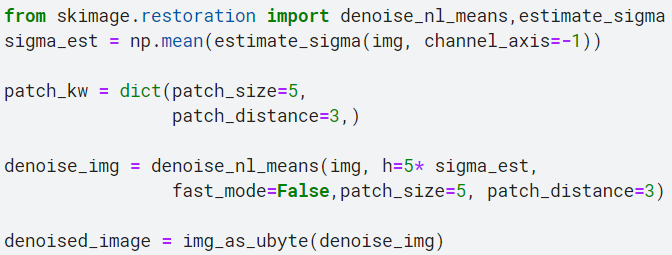 from skimage.restoration import denoise_nl_means,estimate_sigma
sigma_est = np.mean(estimate_sigma(img, channel_axis=-1))
patch_kw = dict(patch_size=5,
                patch_distance=3,)
denoise_img = denoise_nl_means(img, h=5* sigma_est,
                fast_mode=False,patch_size=5, patch_distance=3)
denoised_image = img_as_ubyte(denoise_img)